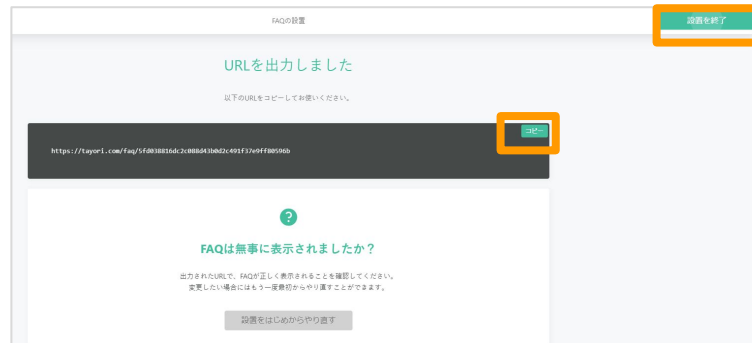 FAQの設置
設置を終了
URLを出力しました
以下のURLをコピーしてお使いください。
コピー
https://tayori.com/faq/5fd038816dc2c088d43b0d2c491f37e9ff80596b
?
FAQは無事に表示されましたか？
出力されたURLで、FAQが正しく表示されることを確認してください。
変更したい場合にはもう一度最初からやり直すことができます。
設置をはじめからやり直す